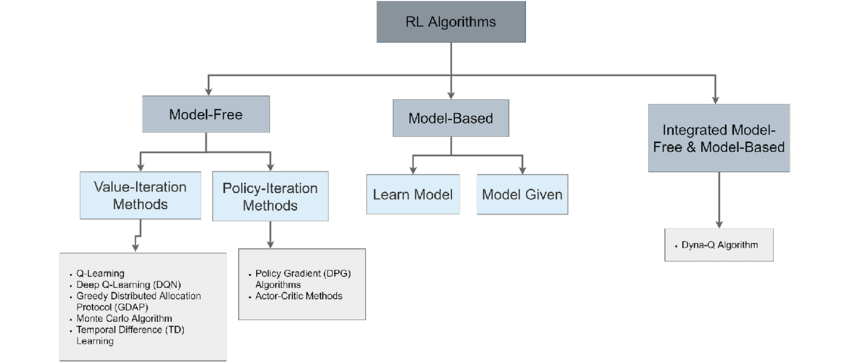 RL Algorithms
Model-Free
Model-Based
Integrated Model-
Free & Model-Based
Value-Iteration
Methods
Policy-Iteration
Methods
Learn Model
Model Given
• Q-Learning
• Deep Q-Learning (DQN)
• Greedy Distributed Allocation
Protocol (GDAP)
• Monte Carlo Algorithm
• Temporal Difference (TD)
Learning
• Policy Gradient (DPG)
Algorithms
• Actor-Critic Methods
• Dyna-Q Algorithm